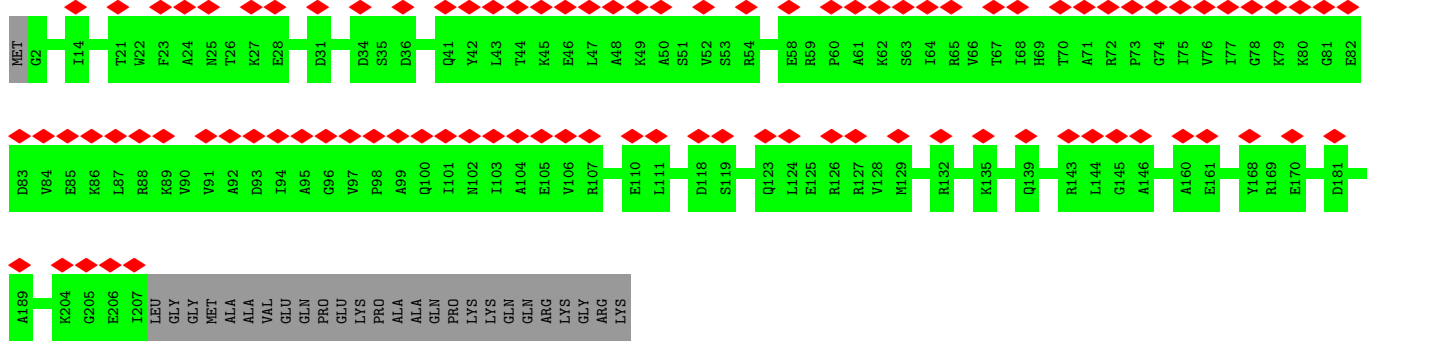 MET G2 I14 T21 W22 F23 A24 N25 T26 K27 E28 D31 D34 S35 D36 Q41 Y42 L43 T44 K45 E46 L47 A48 K49 A50 S51 V52 S53 R54 E58 R59 P60 A61 K62 S63 I64 R65 V66 T67 I68 H69 T70 A71 R72 P73 G74 I75 V76 I77 G78 K79 K80 G81 E82
D83 V84 E85 K86 L87 R88 K89 V90 V91 A92 D93 I94 A95 G96 V97 P98 A99 Q100 I101 N102 I103 A104 E105 V106 R107 E110 L111 D118 S119 Q123 L124 E125 R126 R127 V128 M129 R132 K135 Q139 R143 L144 G145 A146 A160 E161 Y168 R169 E170 D181
A189 K204 G205 E206 I207 LEU GLY GLY MET ALA ALA VAL GLU GLN PRO GLU LYS PRO ALA ALA GLN PRO LYS LYS GLN GLN ARG LYS GLY ARG LYS